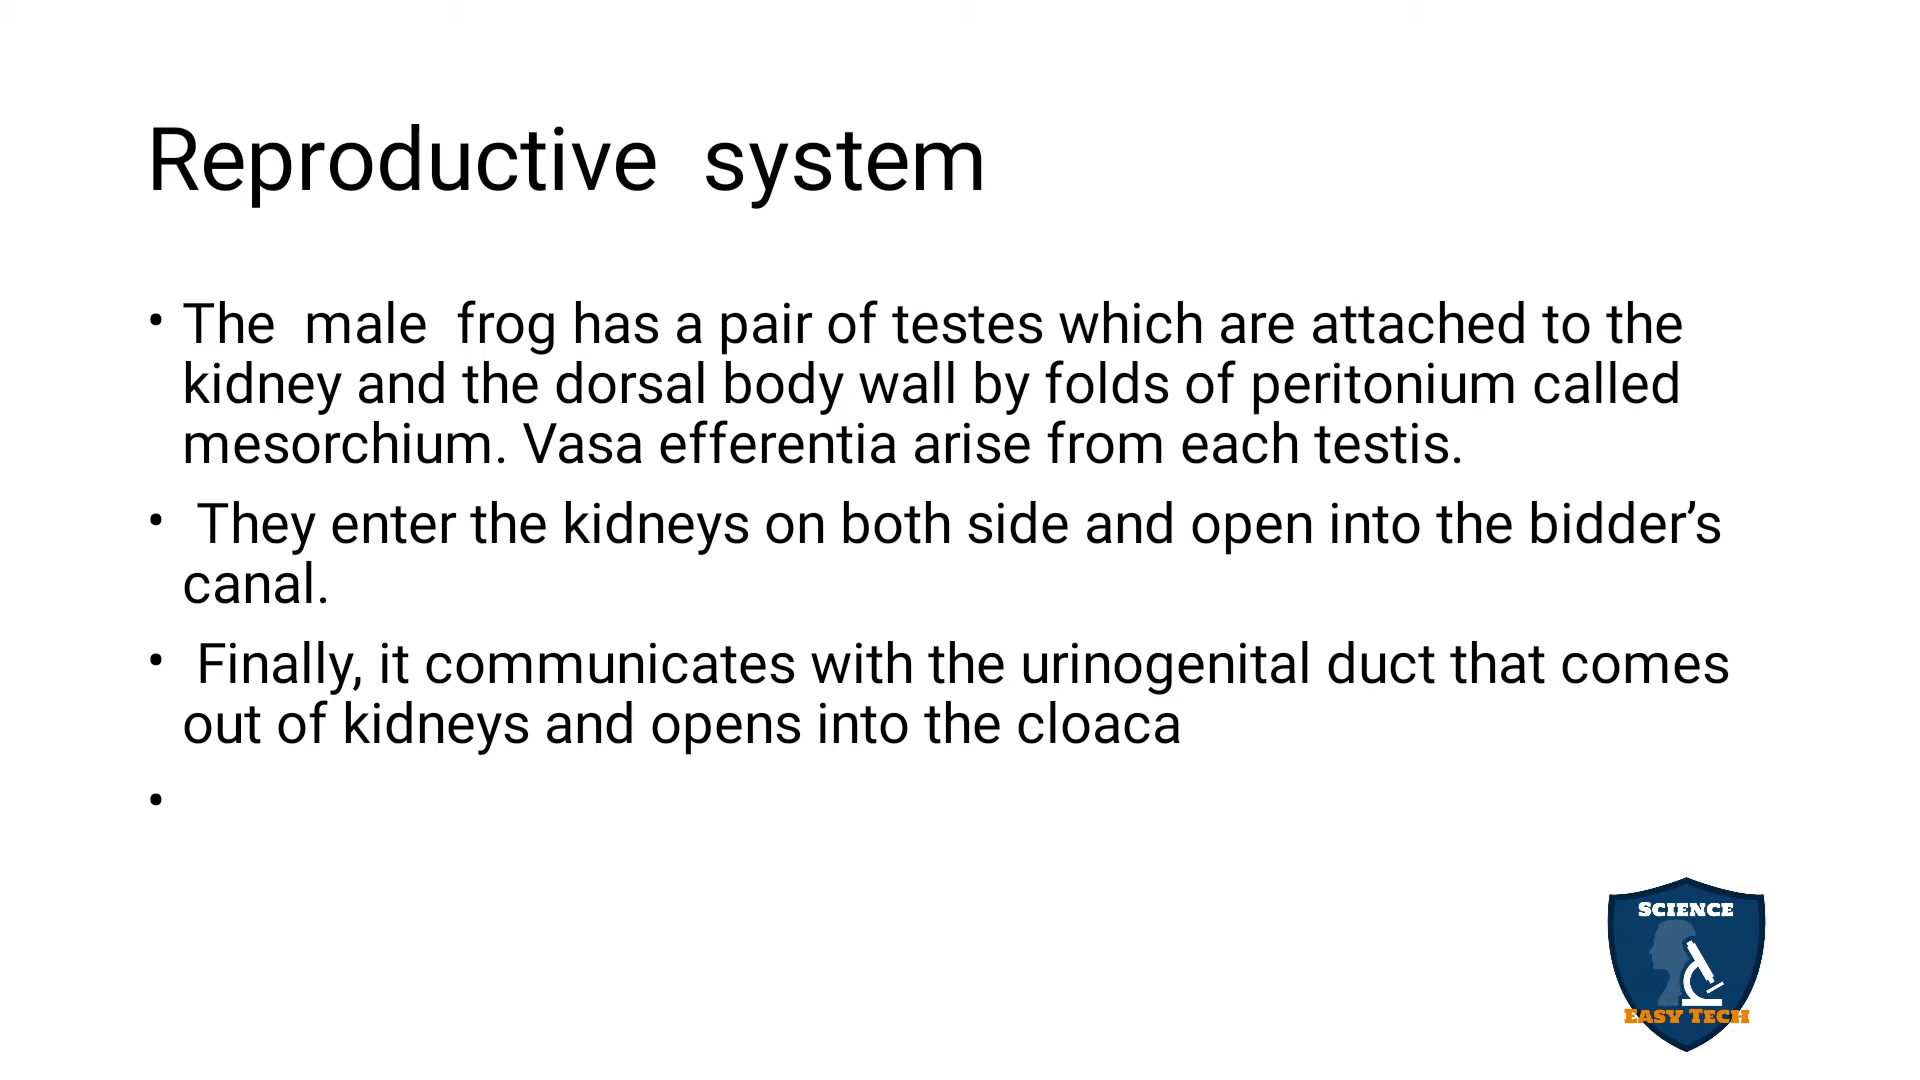 Reproductive  system
• The  male  frog has a pair of testes which are attached to the
kidney and the dorsal body wall by folds of peritonium called
mesorchium. Vasa efferentia arise from each testis.
•  They enter the kidneys on both side and open into the bidder’s
canal.
•  Finally, it communicates with the urinogenital duct that comes
out of kidneys and opens into the cloaca
•
SCIENCE
EASY TECH